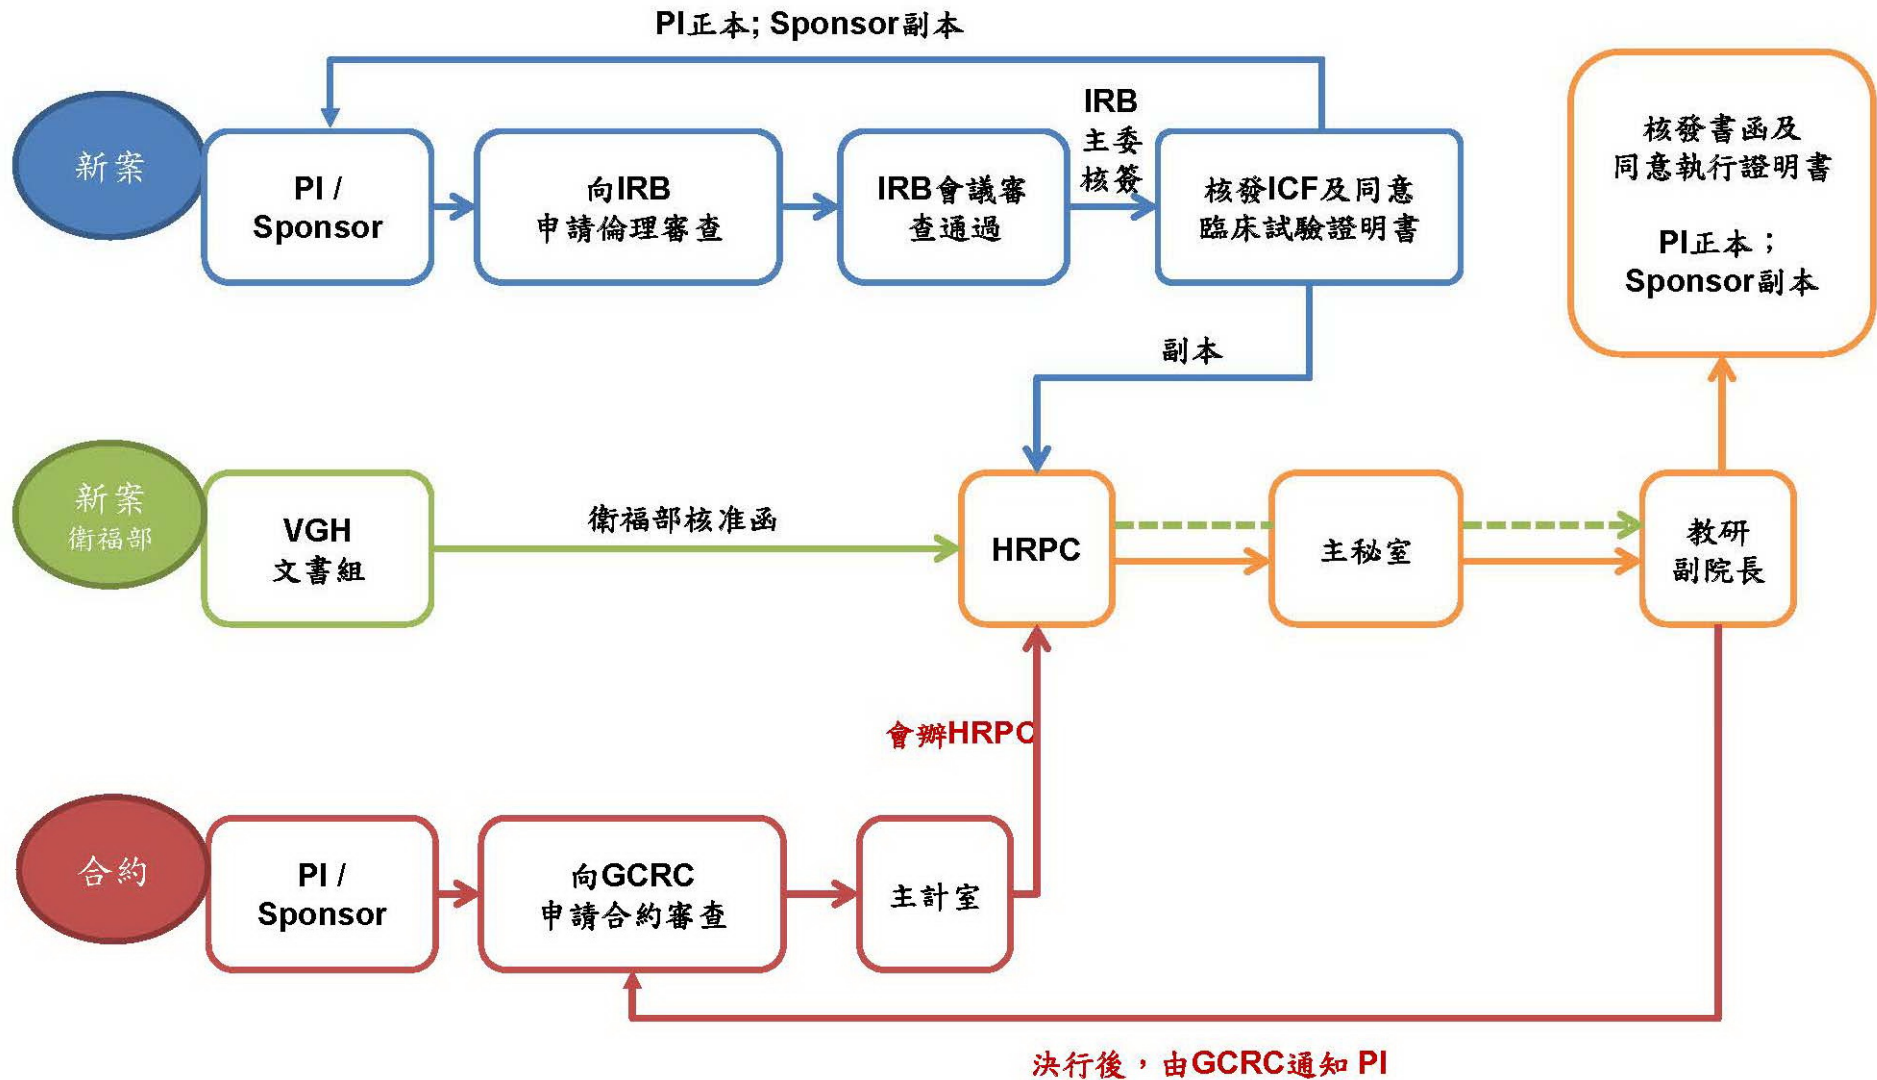 PI正本; Sponsor副本
新案
PI /
Sponsor
向IRB
申請倫理審查
IRB會議審
查通過
IRB
主委
核簽
核發ICF及同意
臨床試驗證明書
核發書函及
同意執行證明書
PI正本；
Sponsor副本
副本
新案
衛福部
VGH
文書組
衛福部核准函
HRPC
主秘室
教研
副院長
會辦HRPC
合約
PI /
Sponsor
向GCRC
申請合約審查
主計室
決行後，由GCRC通知 PI